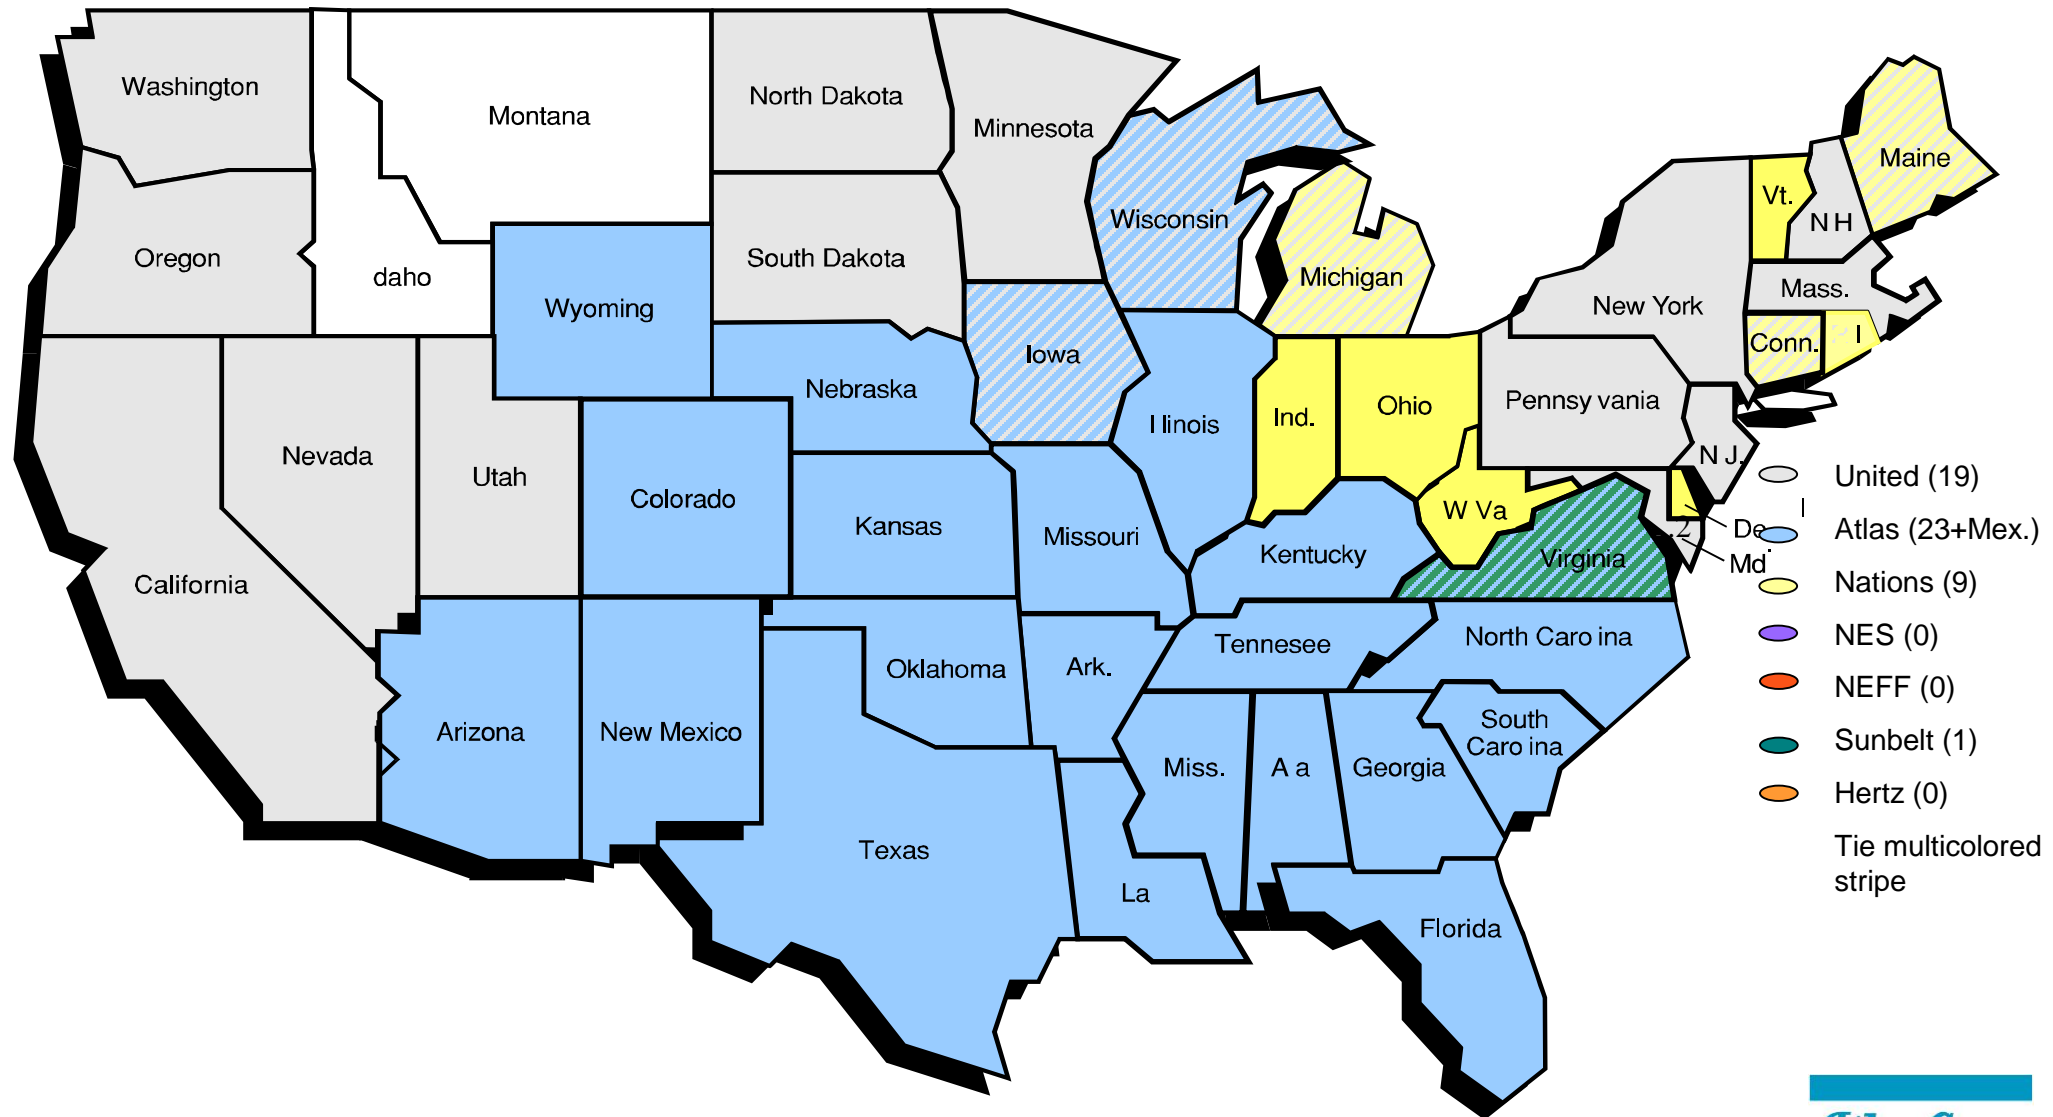 Washington
Montana
North Dakota
Minnesota
Maine
Vt.
N H
Wisconsin
Oregon
daho
South Dakota
Michigan
Mass.
New York
Wyoming
Iowa
Conn.
I
Nebraska
Ind.
Ohio
Pennsy vania
I linois
Nevada
Utah
N J.
Colorado
Kansas
Missouri
W Va
Kentucky
Virginia
De
l
Md.
California
Tennesee
North Caro ina
Oklahoma
Ark.
Arizona
New Mexico
Miss.
A a
Georgia
South
Caro ina
Texas
La
Florida
United (19)
Atlas (23+Mex.)
Nations (9)
NES (0)
NEFF (0)
Sunbelt (1)
Hertz (0)
Tie multicolored
stripe